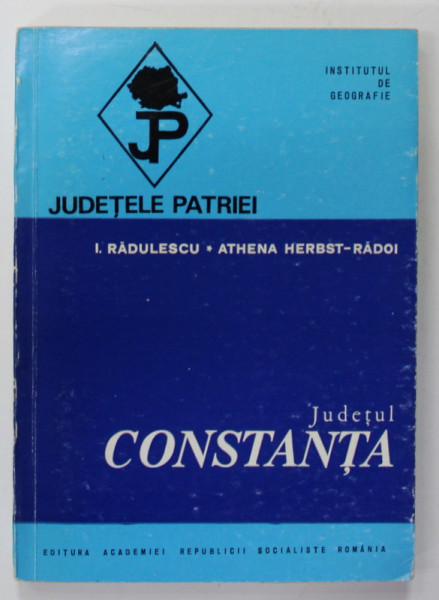 INSTITUTUL
DE
GEOGRAFIE
JP
JUDEȚELE PATRIEI
I. RĂDULESCU * ATHENA HERBST-RĂDOI
Județul
CONSTANȚA
EDITURA ACADEMIEI REPUBLICII SOCIALISTE ROMÂNIA